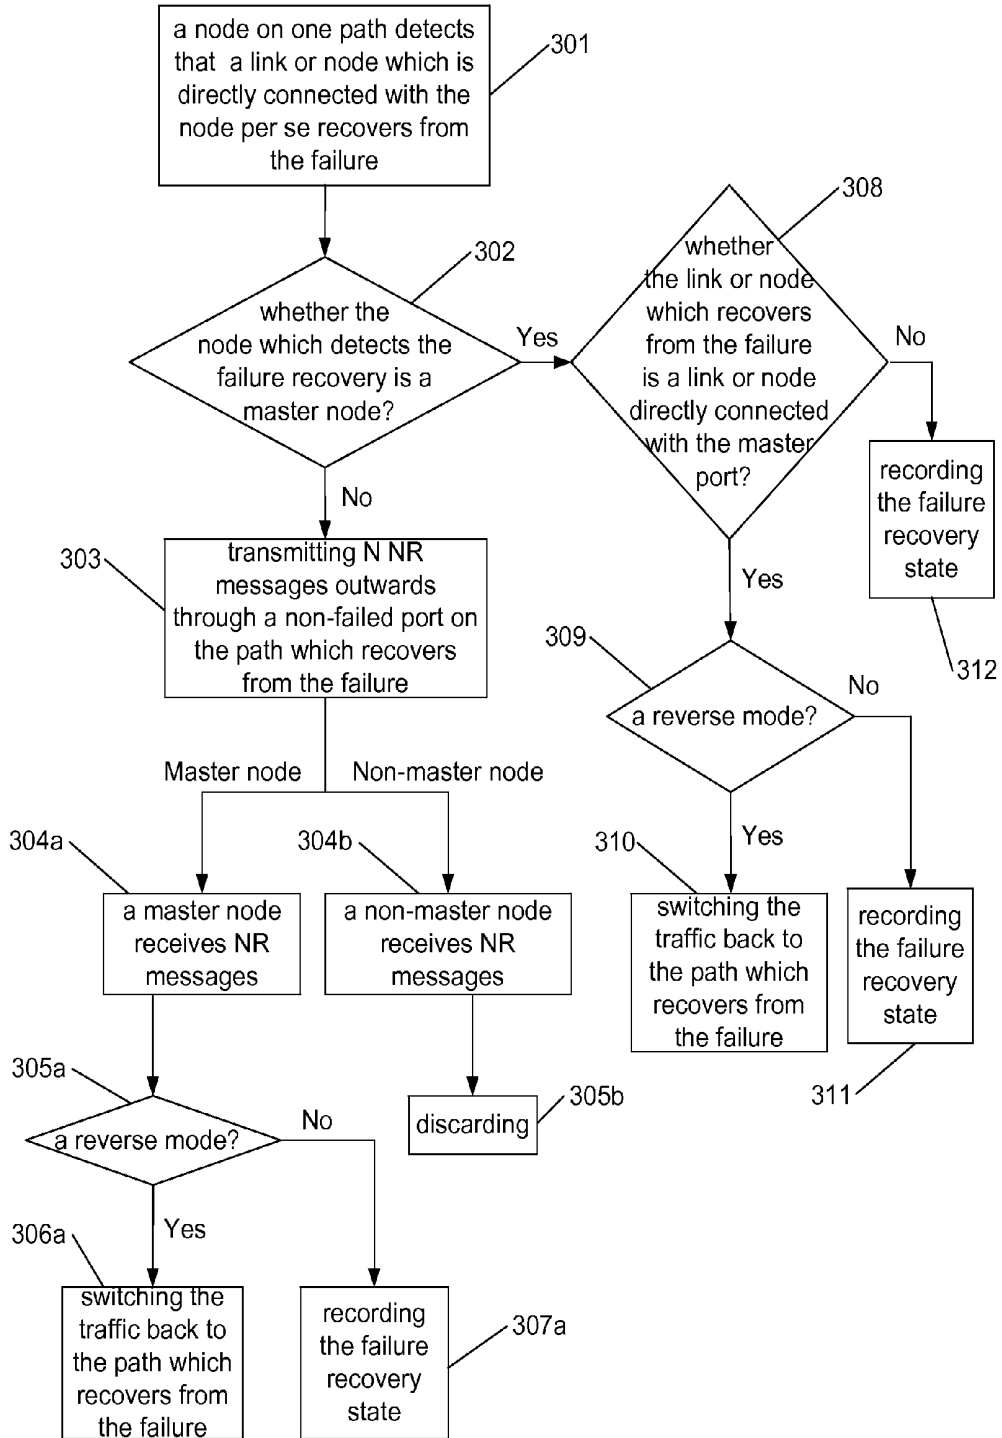 a node on one path detects
that a link or node which is
directly connected with the
node per se recovers from
the failure
301
302
whether the
node which detects the
failure recovery is a
master node?
Yes
308
whether
the link or node
which recovers
from the failure
is a link or node
directly connected
with the master
port?
No
recording
the failure
recovery
state
312
No
303
transmitting N NR
messages outwards
through a non-failed port on
the path which recovers
from the failure
Yes
309
a reverse mode?
No
Master node
Non-master node
304a
a master node
receives NR
messages
304b
a non-master node
receives NR
messages
310
Yes
switching the
traffic back to
the path which
recovers from
the failure
recording
the failure
recovery
state
311
305a
a reverse mode?
No
discarding
305b
306a
Yes
switching the
traffic back to
the path which
recovers from
the failure
recording
the failure
recovery
state
307a